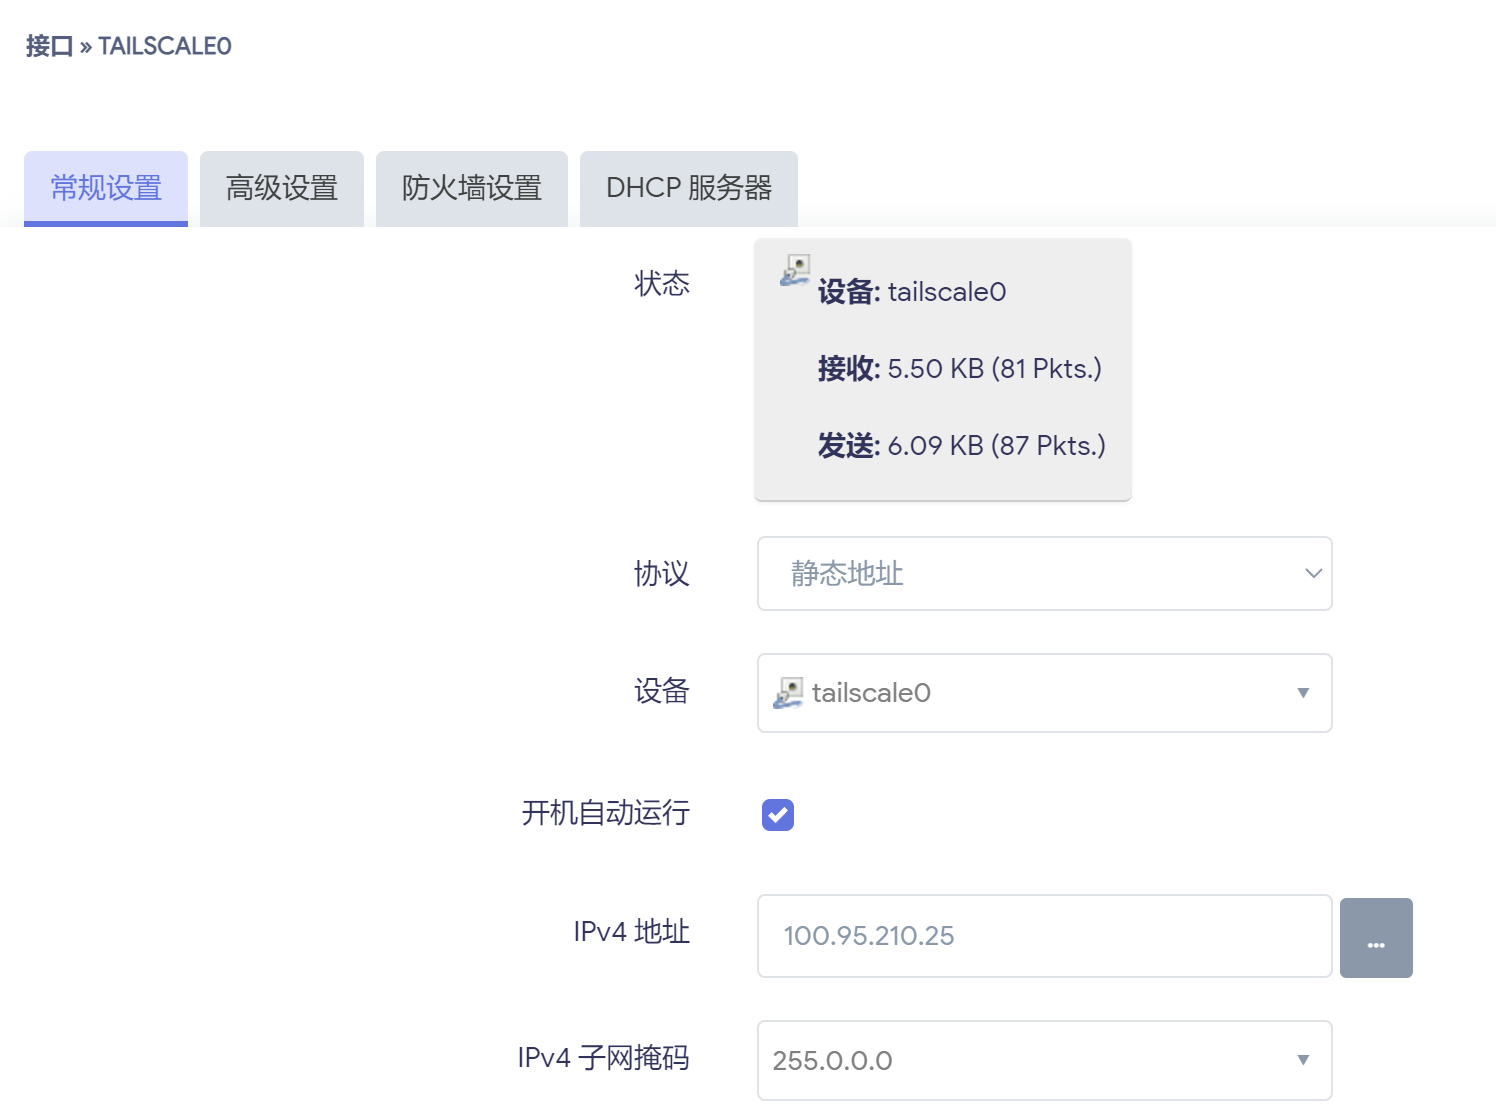 接口 » TAILSCALE0
常规设置 高级设置 防火墙设置 DHCP 服务器
状态
设备: tailscale0
接收: 5.50 KB (81 Pkts.)
发送: 6.09 KB (87 Pkts.)
协议 静态地址
设备 tailscale0
开机自动运行
IPv4 地址 100.95.210.25 ...
IPv4 子网掩码 255.0.0.0